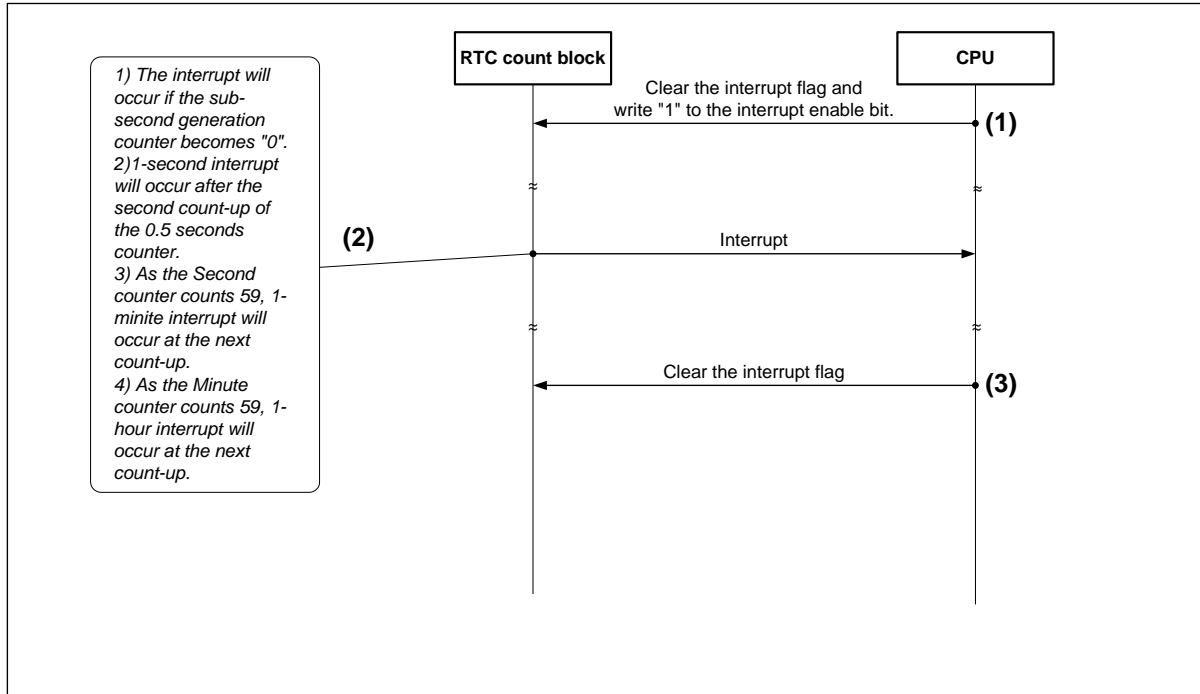 RTC count block
CPU
1) The interrupt will
occur if the sub-
second generation
counter becomes "0".
2)1-second interrupt
will occur after the
second count-up of
the 0.5 seconds
counter.
3) As the Second
counter counts 59, 1-
minite interrupt will
occur at the next
count-up.
4) As the Minute
counter counts 59, 1-
hour interrupt will
occur at the next
count-up.
Clear the interrupt flag and
write "1" to the interrupt enable bit.
(1)
(2)
Interrupt
Clear the interrupt flag
(3)